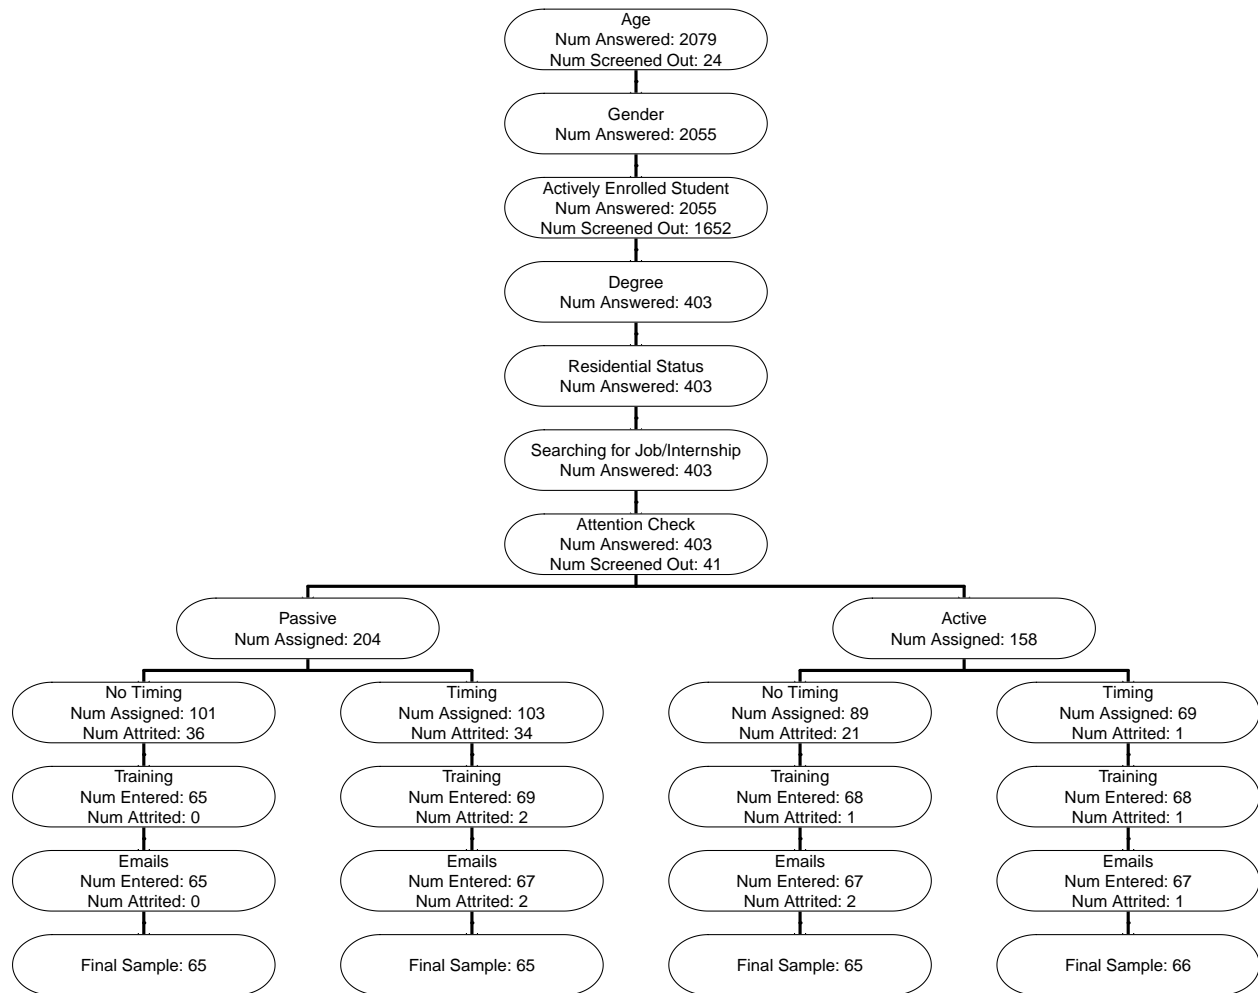 Age
Num Answered: 2079
Num Screened Out: 24
Gender
Num Answered: 2055
Actively Enrolled Student
Num Answered: 2055
Num Screened Out: 1652
Degree
Num Answered: 403
Residential Status
Num Answered: 403
Searching for Job/Internship
Num Answered: 403
Attention Check
Num Answered: 403
Num Screened Out: 41
Passive
Num Assigned: 204
Active
Num Assigned: 158
No Timing
Num Assigned: 101
Num Attrited: 36
Timing
Num Assigned: 103
Num Attrited: 34
No Timing
Num Assigned: 89
Num Attrited: 21
Timing
Num Assigned: 69
Num Attrited: 1
Training
Num Entered: 65
Num Attrited: 0
Training
Num Entered: 69
Num Attrited: 2
Training
Num Entered: 68
Num Attrited: 1
Training
Num Entered: 68
Num Attrited: 1
Emails
Num Entered: 65
Num Attrited: 0
Emails
Num Entered: 67
Num Attrited: 2
Emails
Num Entered: 67
Num Attrited: 2
Emails
Num Entered: 67
Num Attrited: 1
Final Sample: 65
Final Sample: 65
Final Sample: 65
Final Sample: 66